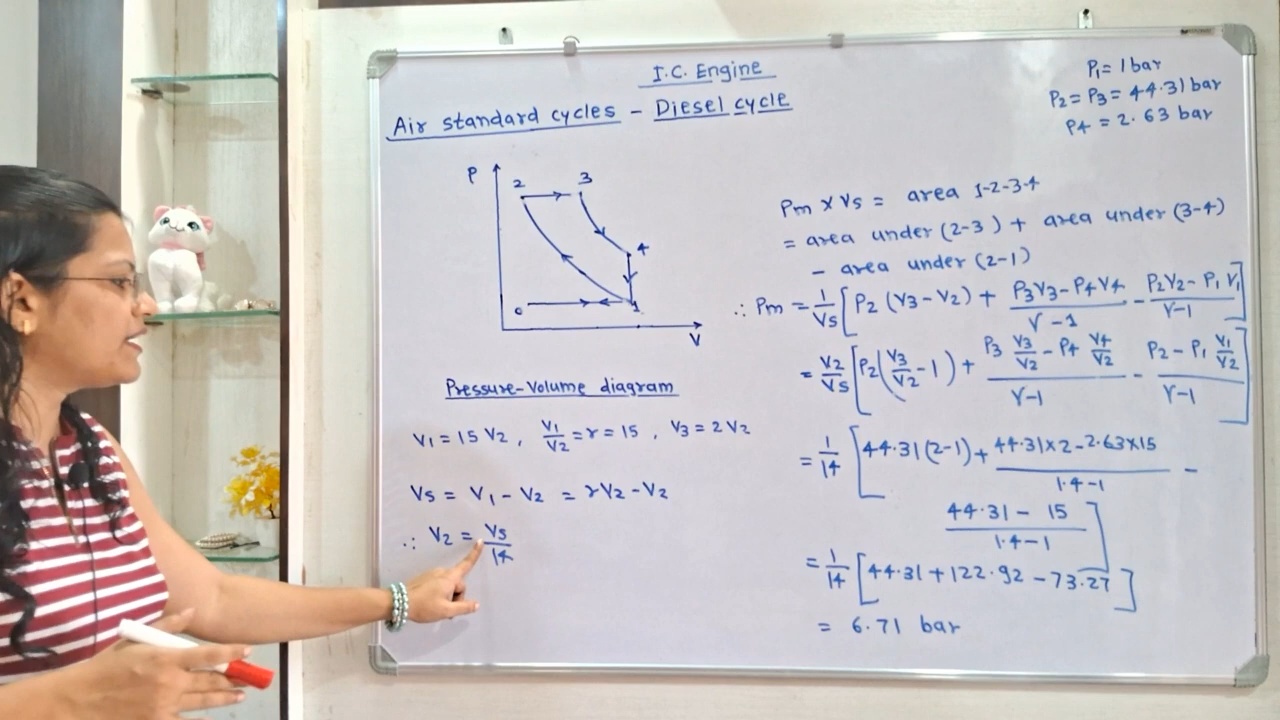 I.C. Engine
Air standard cycles - Diesel cycle
P₁ = 1 bar
P₂ = P₃ = 44.31 bar
P₄ = 2.63 bar
P
2
3
4
0
1
V
Pressure-Volume diagram
V₁ = 15 V₂, V₁/V₂ = r = 15, V₃ = 2 V₂
Vs = V₁ - V₂ = rV₂ - V₂
∴ V₂ = Vs/14
Pm × Vs = area 1-2-3-4
= area under (2-3) + area under (3-4)
- area under (2-1)
∴ Pm = 1/Vs [P₂ (V₃ - V₂) + (P₃V₃ - P₄V₄)/(γ - 1) - (P₂V₂ - P₁V₁)/(γ-1)]
= V₂/Vs [P₂(V₃/V₂ - 1) + (P₃ V₃/V₂ - P₄ V₄/V₂)/(γ-1) - (P₂ - P₁ V₁/V₂)/(γ-1)]
= 1/14 [44.31(2-1) + (44.31×2 - 2.63×15)/(1.4-1) -
(44.31 - 15)/(1.4-1)]
= 1/14 [44.31 + 122.92 - 73.27]
= 6.71 bar